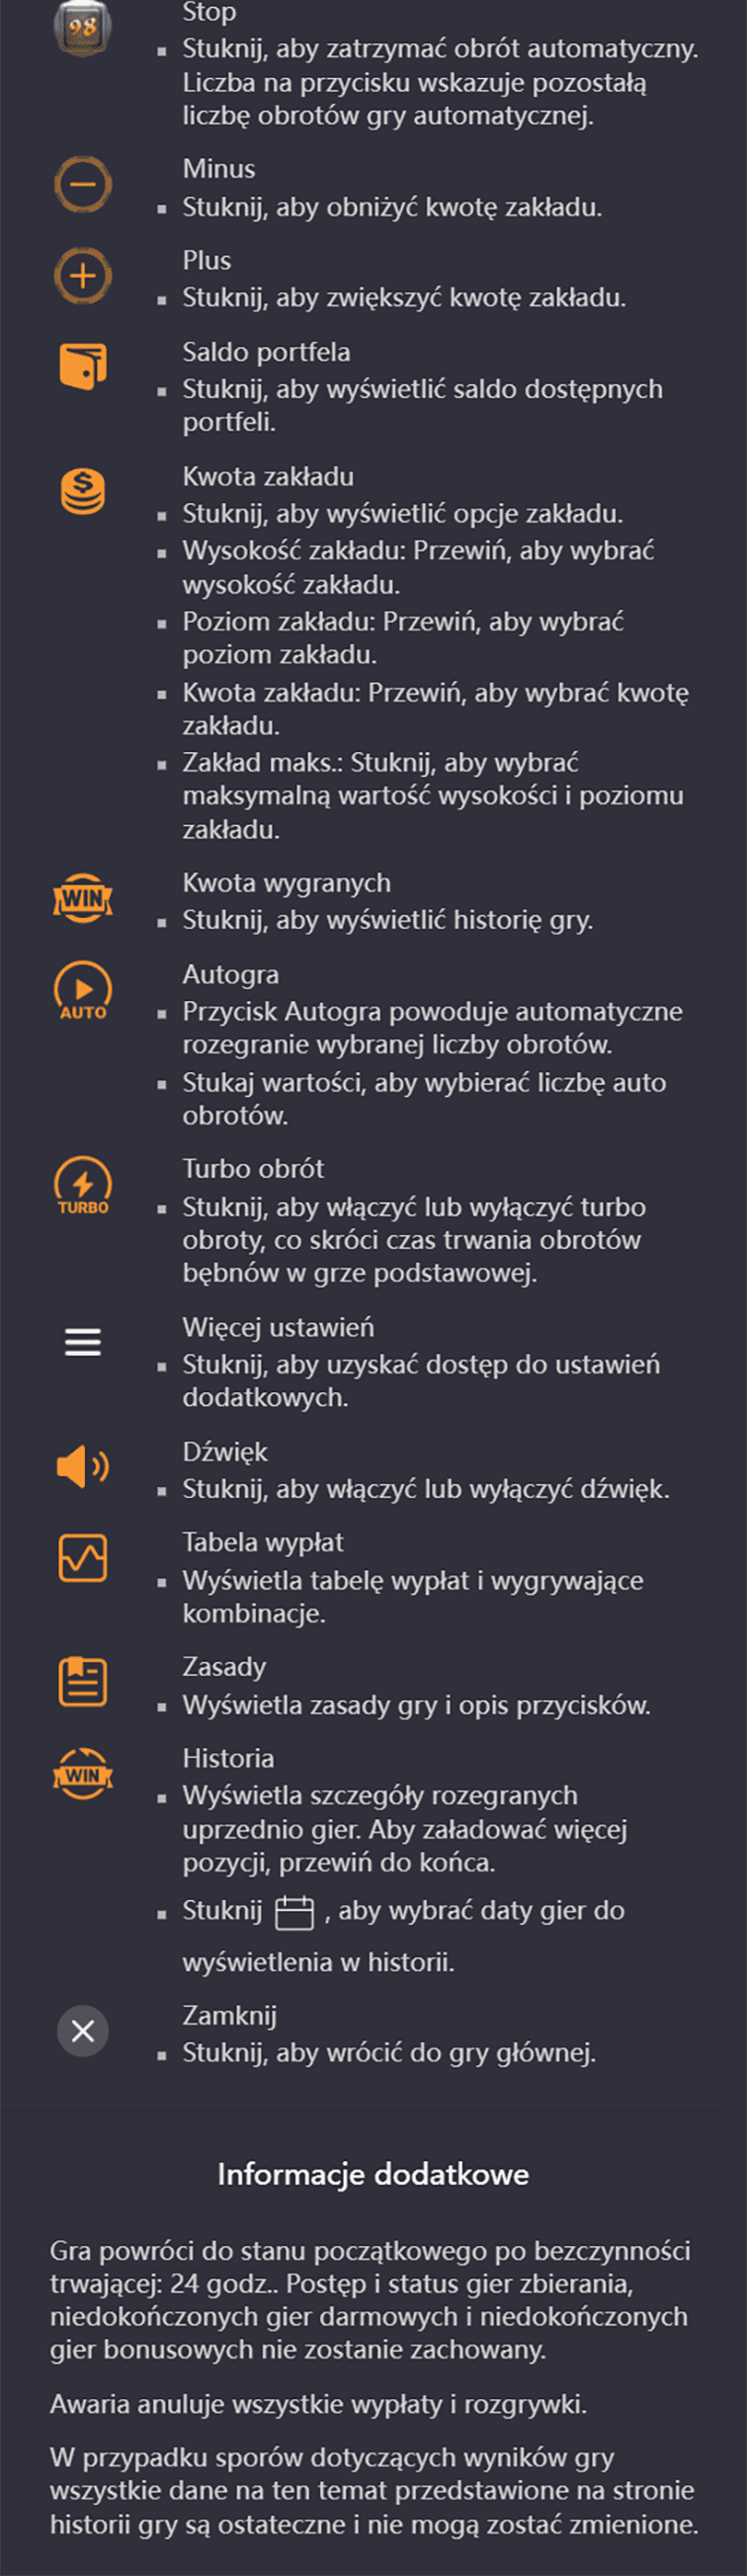 98
Stop
▪ Stuknij, aby zatrzymać obrót automatyczny.
Liczba na przycisku wskazuje pozostałą
liczbę obrotów gry automatycznej.
Minus
▪ Stuknij, aby obniżyć kwotę zakładu.
Plus
▪ Stuknij, aby zwiększyć kwotę zakładu.
Saldo portfela
▪ Stuknij, aby wyświetlić saldo dostępnych
portfeli.
$
Kwota zakładu
▪ Stuknij, aby wyświetlić opcje zakładu.
▪ Wysokość zakładu: Przewiń, aby wybrać
wysokość zakładu.
▪ Poziom zakładu: Przewiń, aby wybrać
poziom zakładu.
▪ Kwota zakładu: Przewiń, aby wybrać kwotę
zakładu.
▪ Zakład maks.: Stuknij, aby wybrać
maksymalną wartość wysokości i poziomu
zakładu.
WIN
Kwota wygranych
▪ Stuknij, aby wyświetlić historię gry.
AUTO
Autogra
▪ Przycisk Autogra powoduje automatyczne
rozegranie wybranej liczby obrotów.
▪ Stukaj wartości, aby wybierać liczbę auto
obrotów.
TURBO
Turbo obrót
▪ Stuknij, aby włączyć lub wyłączyć turbo
obroty, co skróci czas trwania obrotów
bębnów w grze podstawowej.
Więcej ustawień
▪ Stuknij, aby uzyskać dostęp do ustawień
dodatkowych.
Dźwięk
▪ Stuknij, aby włączyć lub wyłączyć dźwięk.
Tabela wypłat
▪ Wyświetla tabelę wypłat i wygrywające
kombinacje.
Zasady
▪ Wyświetla zasady gry i opis przycisków.
WIN
Historia
▪ Wyświetla szczegóły rozegranych
uprzednio gier. Aby załadować więcej
pozycji, przewiń do końca.
▪ Stuknij , aby wybrać daty gier do
wyświetlenia w historii.
Zamknij
▪ Stuknij, aby wrócić do gry głównej.
Informacje dodatkowe
Gra powróci do stanu początkowego po bezczynności
trwającej: 24 godz.. Postęp i status gier zbierania,
niedokończonych gier darmowych i niedokończonych
gier bonusowych nie zostanie zachowany.
Awaria anuluje wszystkie wypłaty i rozgrywki.
W przypadku sporów dotyczących wyników gry
wszystkie dane na ten temat przedstawione na stronie
historii gry są ostateczne i nie mogą zostać zmienione.